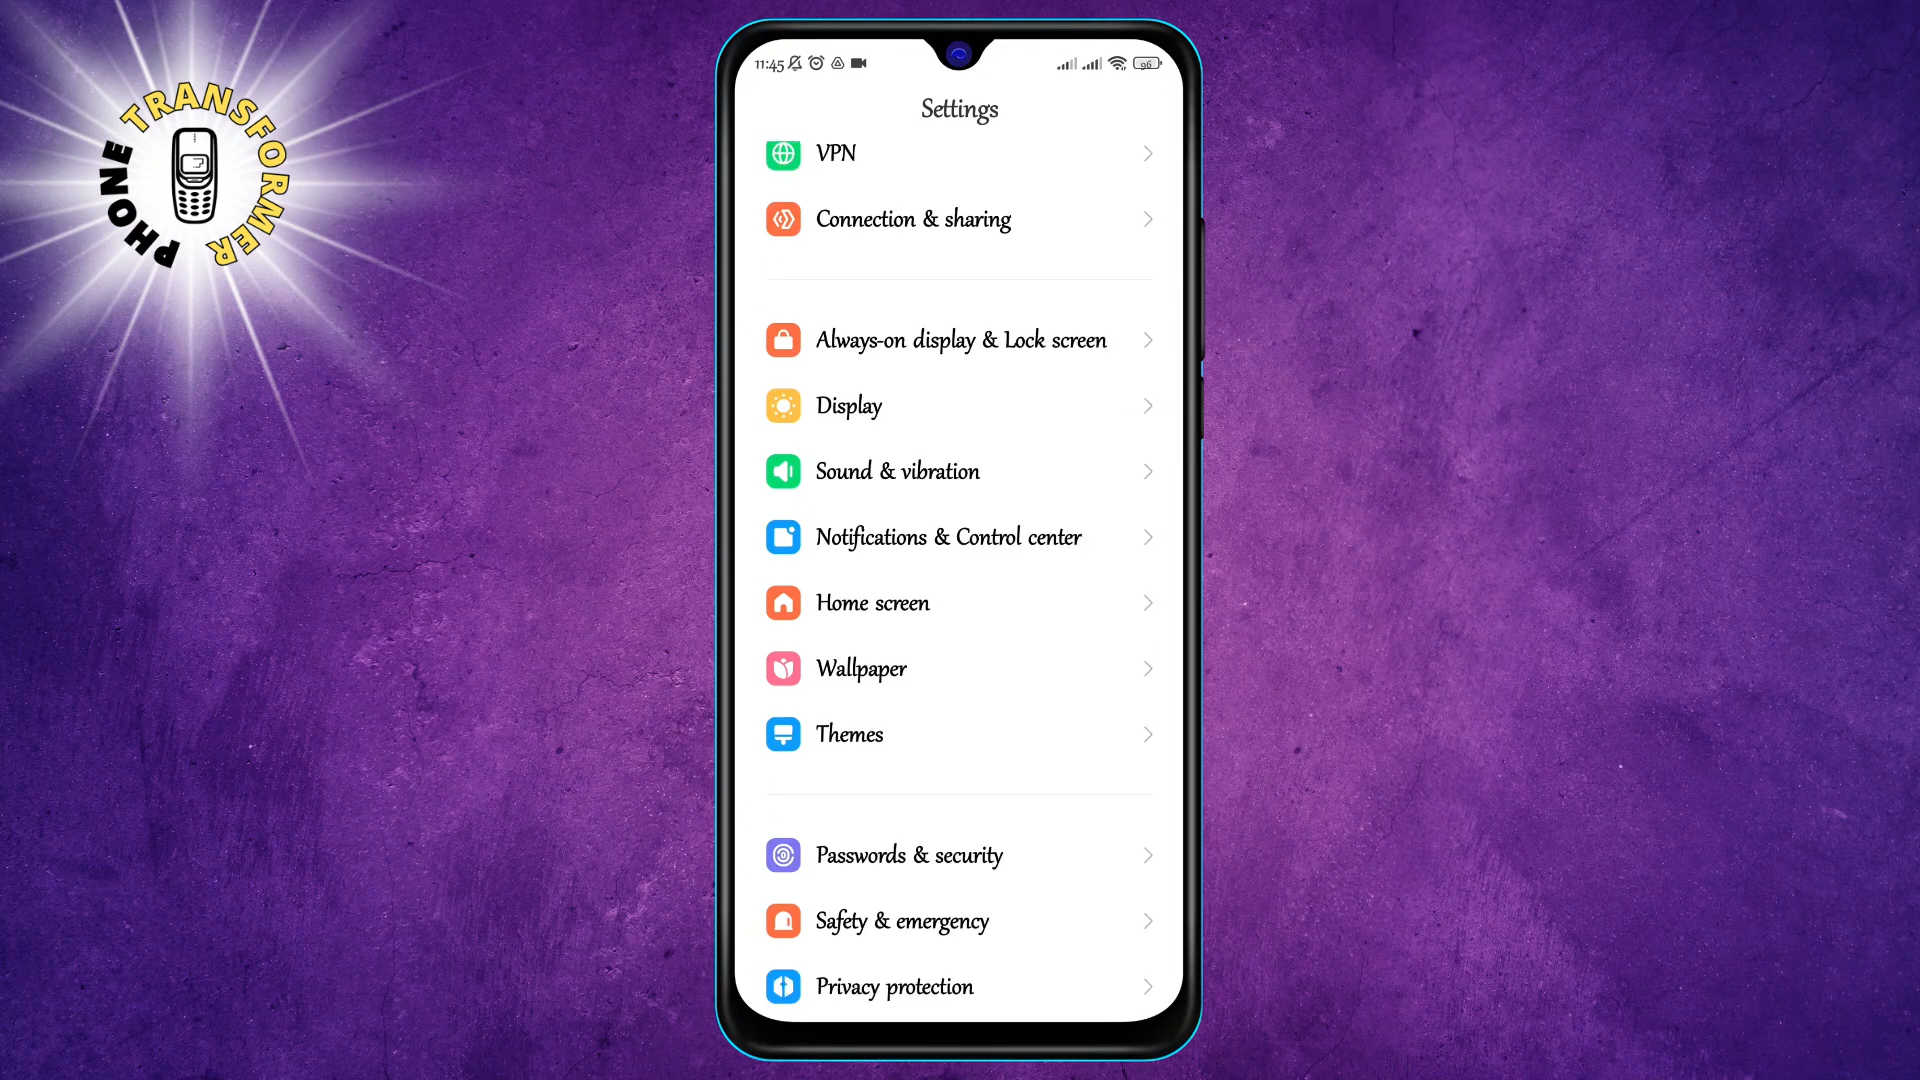 PHONE TRANSFORMER
11:45
96
Settings
VPN
Connection & sharing
Always-on display & Lock screen
Display
Sound & vibration
Notifications & Control center
Home screen
Wallpaper
Themes
Passwords & security
Safety & emergency
Privacy protection